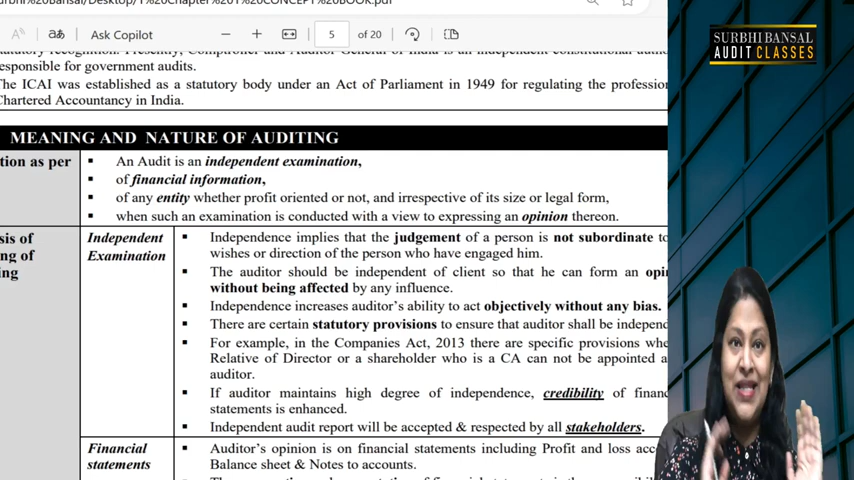 Bansal/Desktop/
CONCEPT BOOK.pdf
Ask Copilot
5
of 20
SURBHI BANSAL
AUDIT CLASSES
statutory recognition. Presently, Comptroller and Auditor General of India is an independent constitutional
responsible for government audits.
The ICAI was established as a statutory body under an Act of Parliament in 1949 for regulating the
Chartered Accountancy in India.
MEANING AND NATURE OF AUDITING
tion as per
▪ An Audit is an independent examination,
▪ of financial information,
▪ of any entity whether profit oriented or not, and irrespective of its size or legal form,
▪ when such an examination is conducted with a view to expressing an opinion thereon.
sis of
ing of
ing
Independent
Examination
▪ Independence implies that the judgement of a person is not subordinate to
wishes or direction of the person who have engaged him.
▪ The auditor should be independent of client so that he can form an opi
without being affected by any influence.
▪ Independence increases auditor's ability to act objectively without any bias.
▪ There are certain statutory provisions to ensure that auditor shall be independ
▪ For example, in the Companies Act, 2013 there are specific provisions whe
Relative of Director or a shareholder who is a CA can not be appointed a
auditor.
▪ If auditor maintains high degree of independence, credibility of financ
statements is enhanced.
▪ Independent audit report will be accepted & respected by all stakeholders.
Financial
statements
▪ Auditor's opinion is on financial statements including Profit and loss acco
Balance sheet & Notes to accounts.